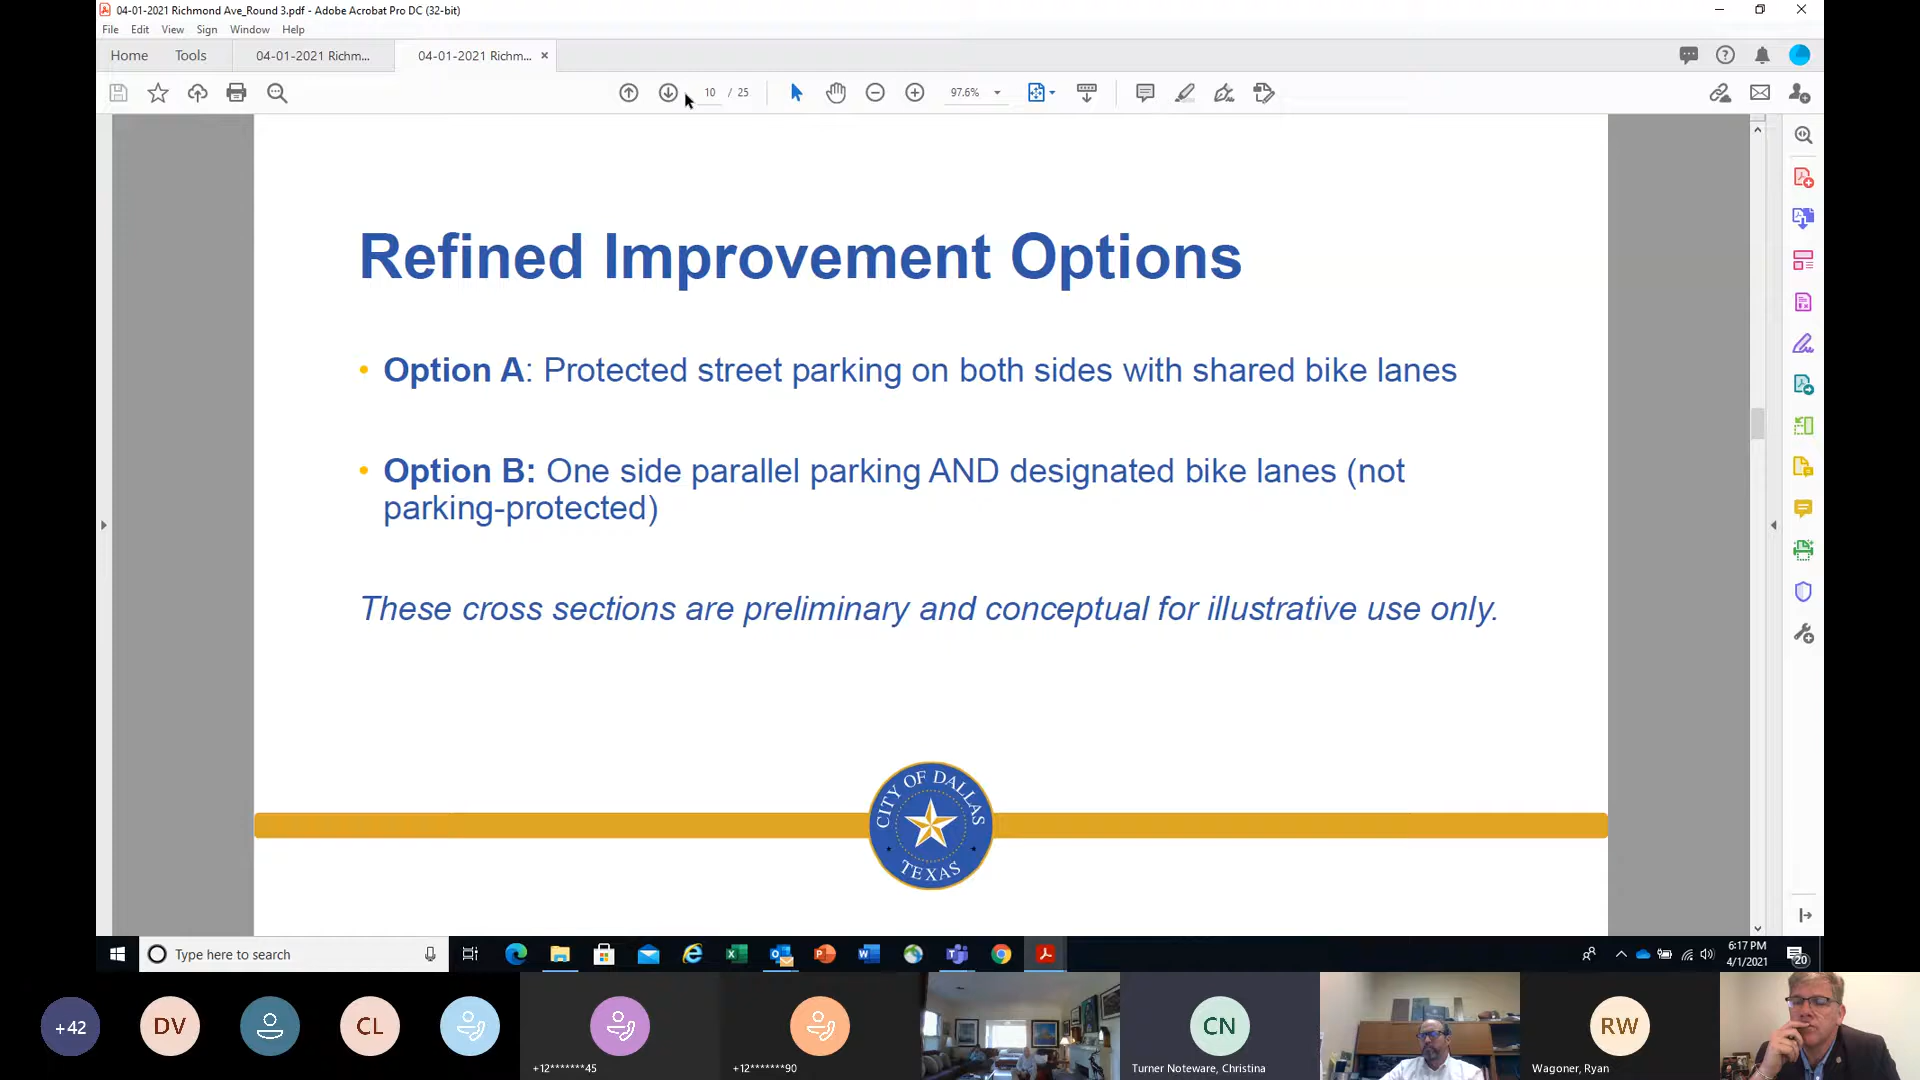 04-01-2021 Richmond Ave_Round 3.pdf - Adobe Acrobat Pro DC (32-bit)
File Edit View Sign Window Help
Home Tools 04-01-2021 Richm... 04-01-2021 Richm... ×
10 / 25 97.6%
Refined Improvement Options
• Option A: Protected street parking on both sides with shared bike lanes
• Option B: One side parallel parking AND designated bike lanes (not
parking-protected)
These cross sections are preliminary and conceptual for illustrative use only.
CITY OF DALLAS
TEXAS
Type here to search
6:17 PM
4/1/2021
20
+42 DV CL CN RW
+12*******45 +12*******90 Turner Noteware, Christina Wagoner, Ryan